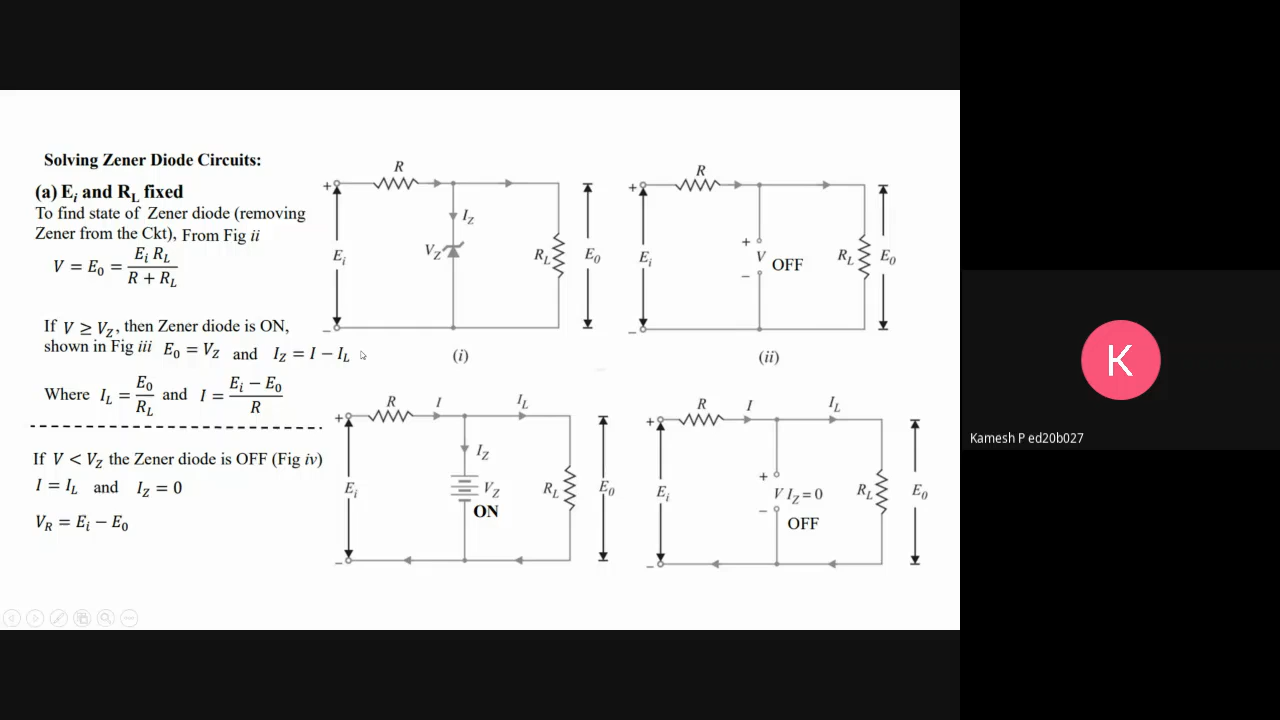 Solving Zener Diode Circuits:
(a) Eᵢ and R_L fixed
To find state of Zener diode (removing
Zener from the Ckt), From Fig ii
V = E₀ = Eᵢ R_L / R + R_L
If V ≥ V_Z, then Zener diode is ON,
shown in Fig iii E₀ = V_Z and I_Z = I − I_L
Where I_L = E₀ / R_L and I = Eᵢ − E₀ / R
If V < V_Z the Zener diode is OFF (Fig iv)
I = I_L and I_Z = 0
V_R = Eᵢ − E₀
R
+
I_Z
V_Z
Eᵢ
R_L
E₀
−
(i)
R
+
+
Eᵢ
V
OFF
R_L
E₀
−
−
(ii)
R I I_L
+
I_Z
Eᵢ
V_Z
ON
R_L
E₀
−
R I I_L
+
+
Eᵢ
V I_Z = 0
OFF
R_L
E₀
−
−
K
Kamesh P ed20b027